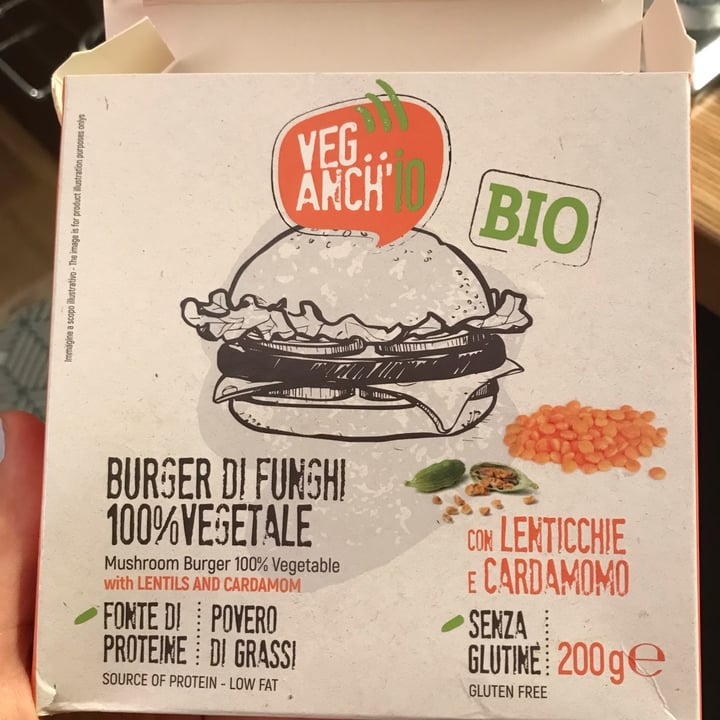 VEG
ANCH'io
BIO
Immagine a scopo illustrativo - The image is for product illustration purposes only
BURGER DI FUNGHI
100% VEGETALE
Mushroom Burger 100% Vegetable
with LENTILS AND CARDAMOM
CON LENTICCHIE
E CARDAMOMO
FONTE DI
PROTEINE
POVERO
DI GRASSI
SOURCE OF PROTEIN - LOW FAT
SENZA
GLUTINE
GLUTEN FREE
200g℮